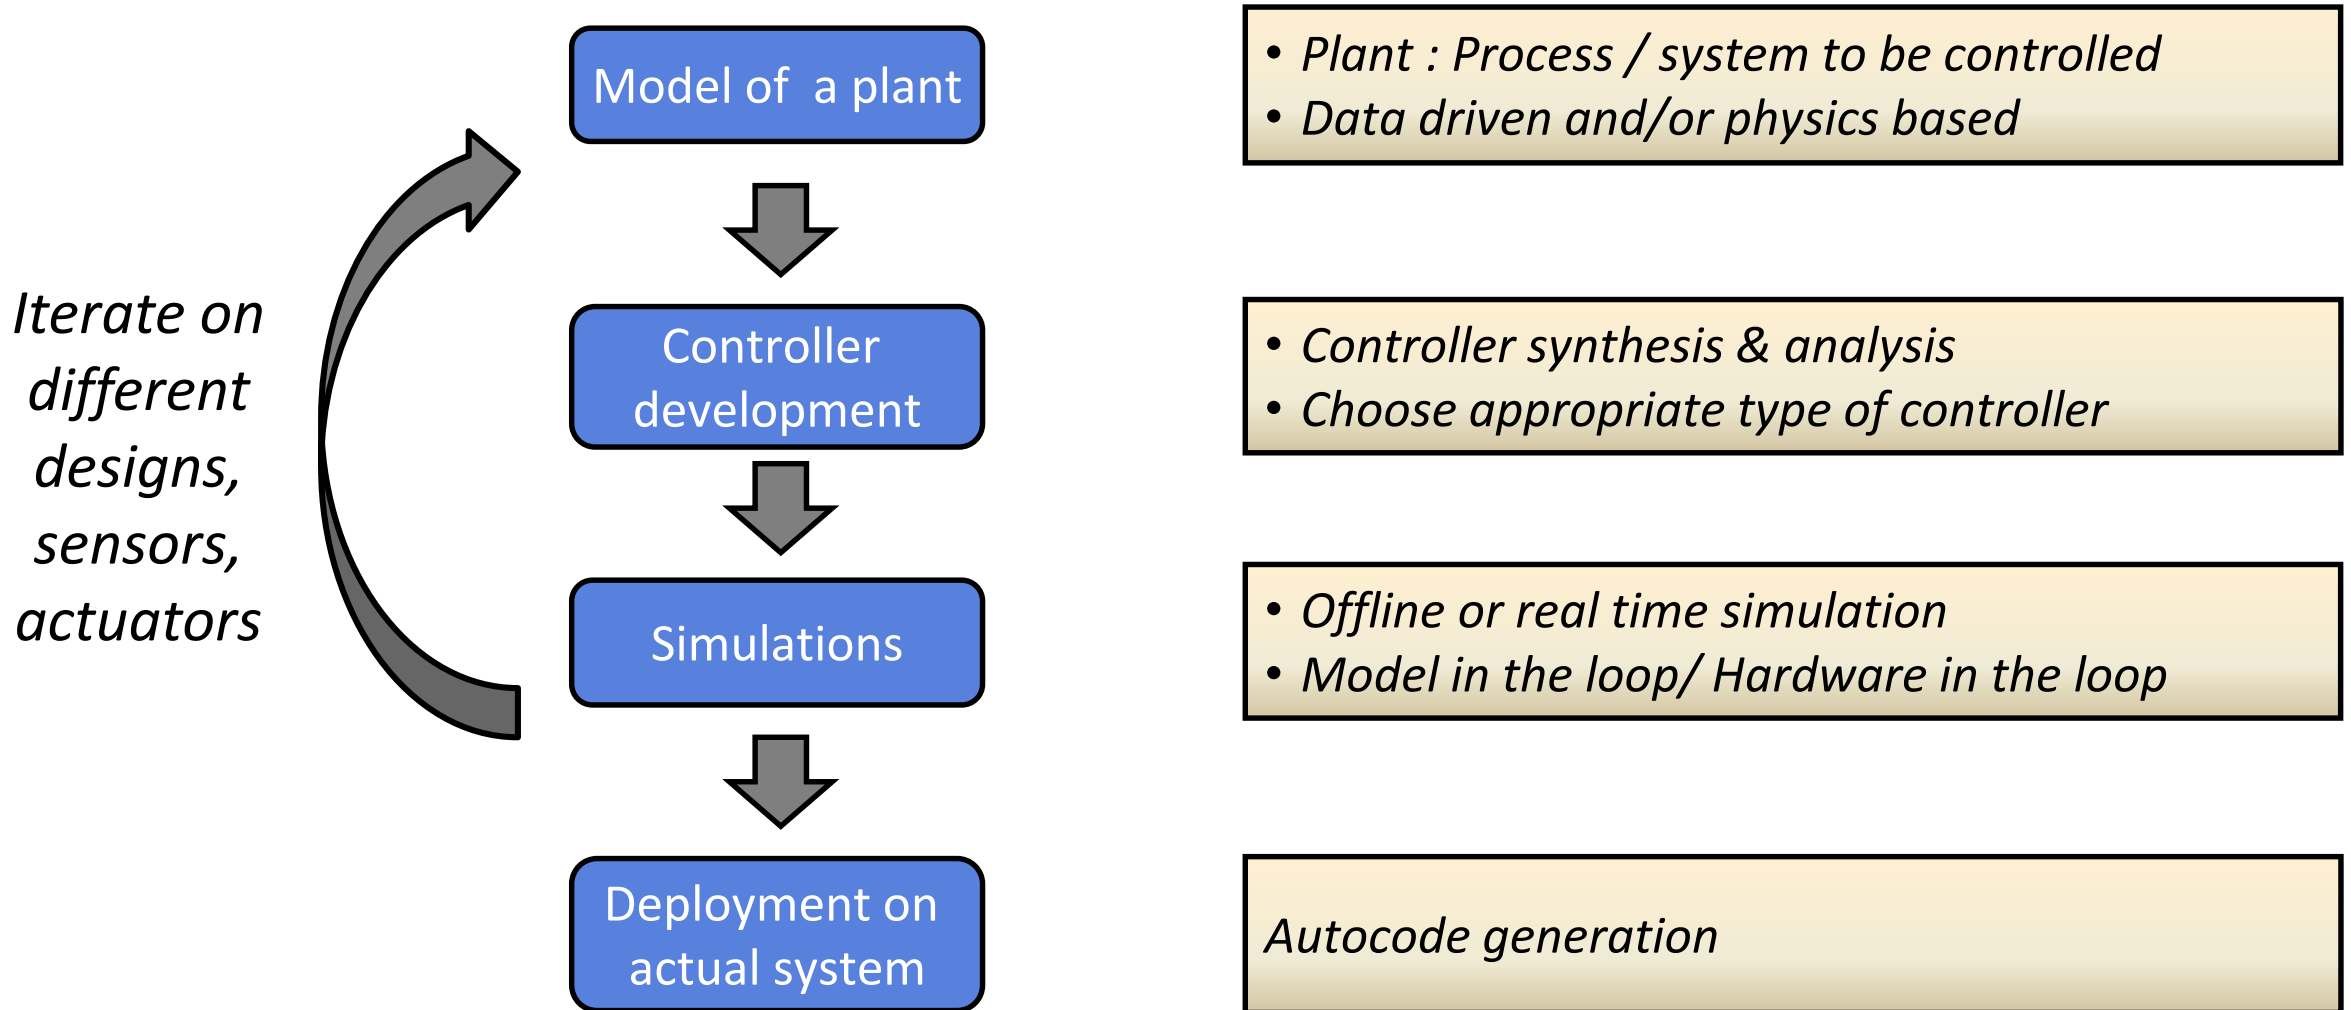 Model of  a plant
• Plant : Process / system to be controlled
• Data driven and/or physics based
Iterate on
different
designs,
sensors,
actuators
Controller
development
• Controller synthesis & analysis
• Choose appropriate type of controller
Simulations
• Offline or real time simulation
• Model in the loop/ Hardware in the loop
Deployment on
actual system
Autocode generation